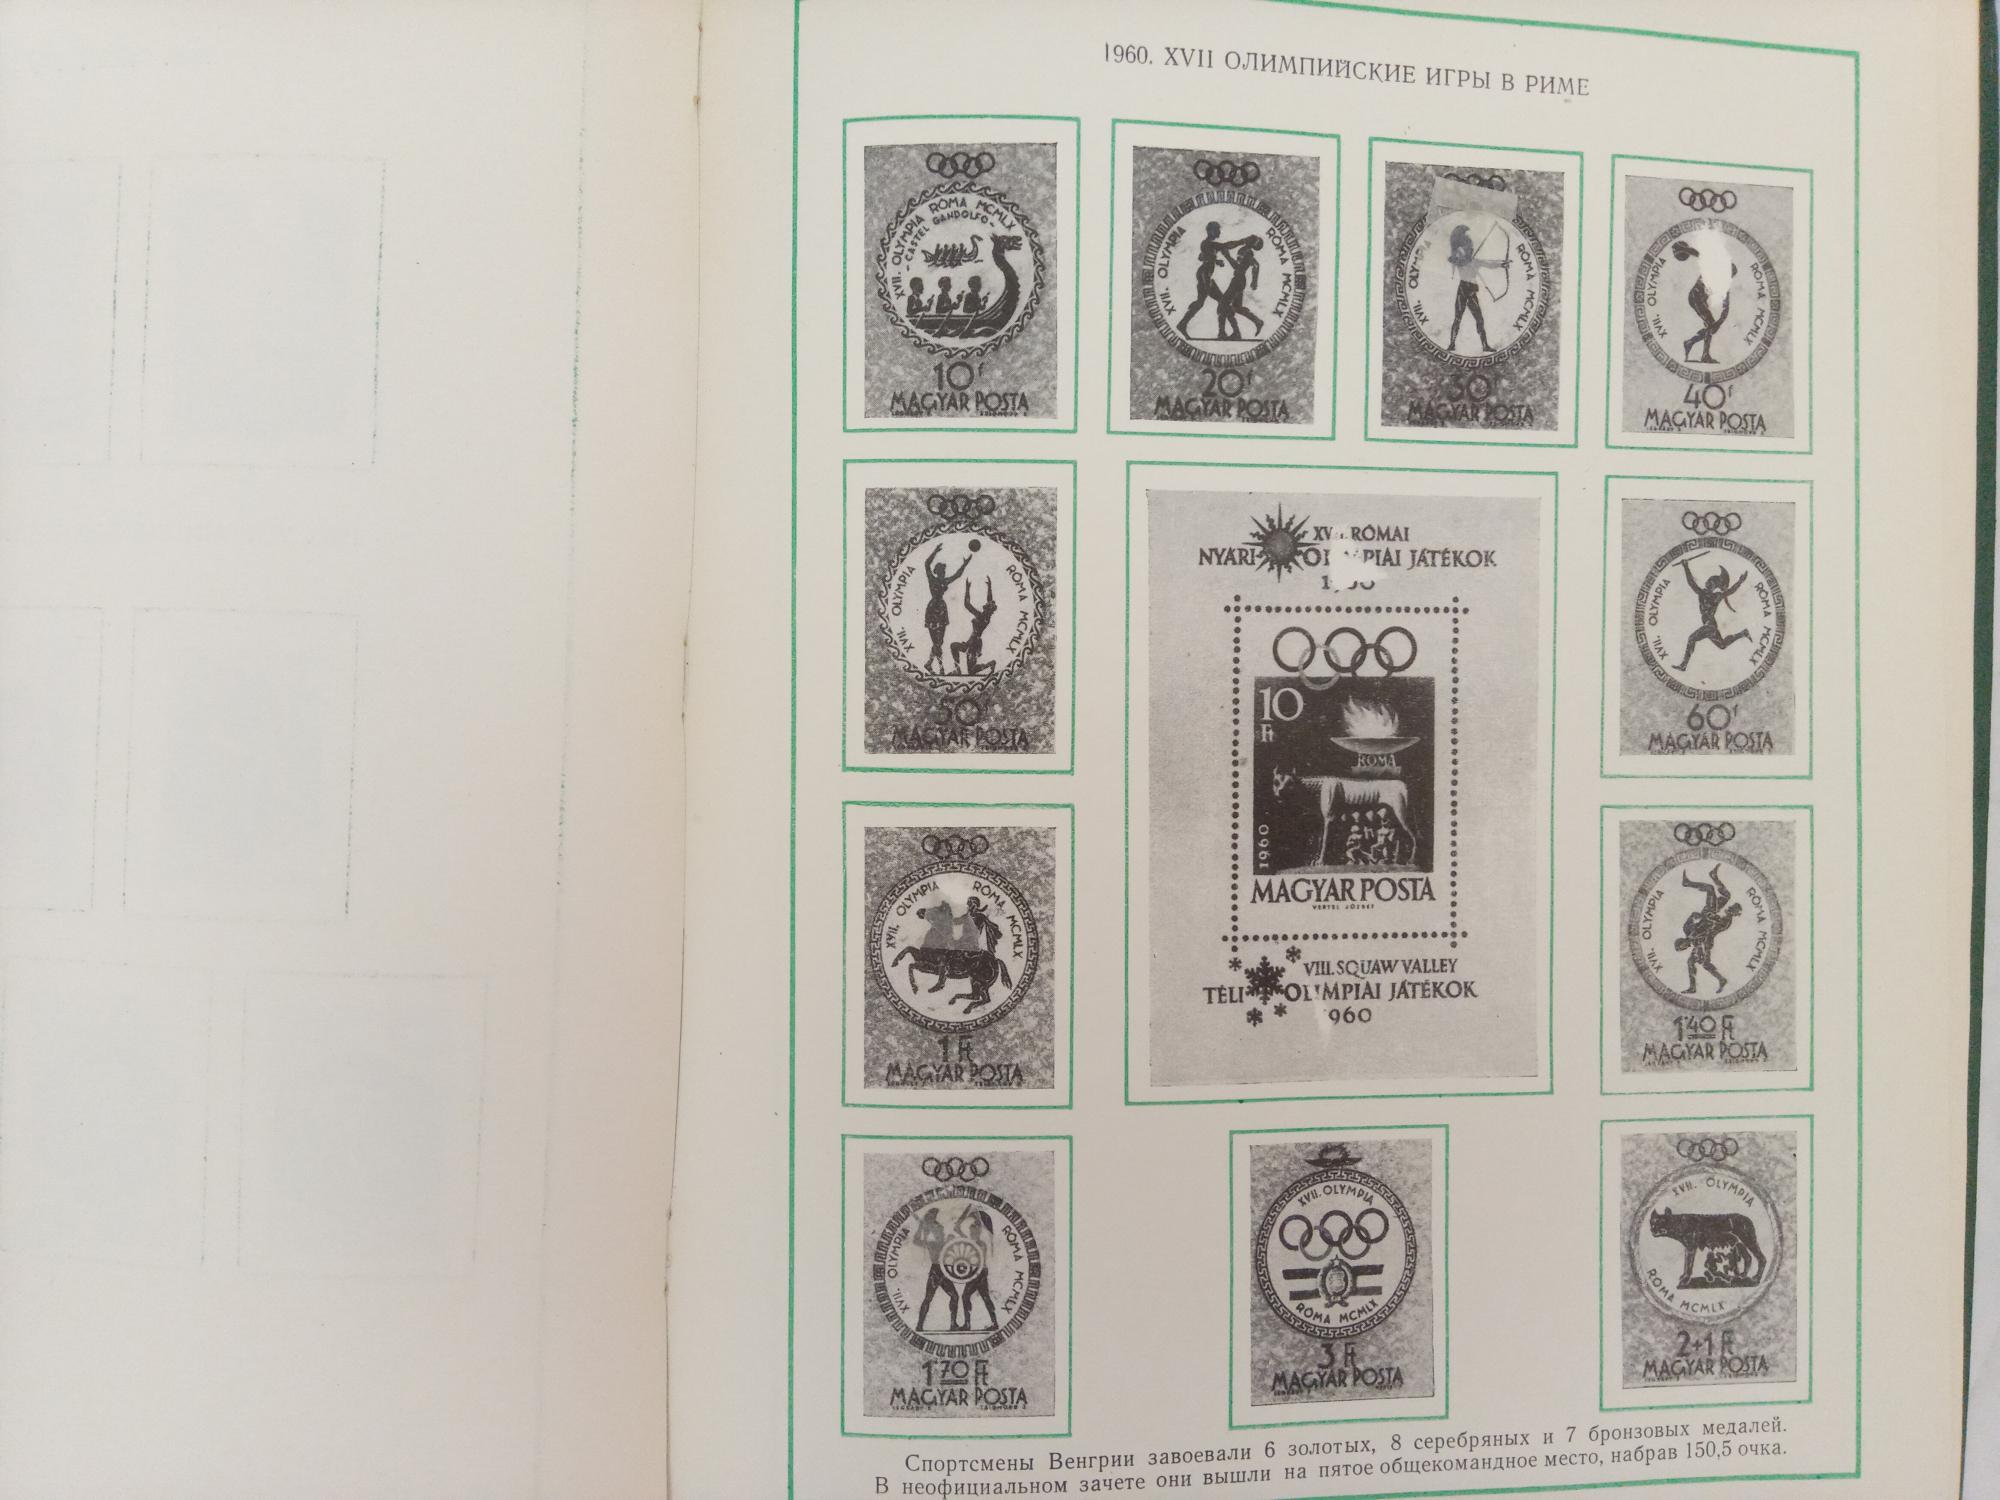 1960. XVII ОЛИМПИЙСКИЕ ИГРЫ В РИМЕ
XVII. OLYMPIA ROMA MCMLX
- CASTEL GANDOLFO -
10f
MAGYAR POSTA
XVII. OLYMPIA ROMA MCMLX
20f
MAGYAR POSTA
XVII. ROMA MCMLX
30f
MAGYAR POSTA
XVII. OLYMPIA ROMA MCMLX
40f
MAGYAR POSTA
XVII. OLYMPIA ROMA MCMLX
50f
MAGYAR POSTA
RÓMAI
NYÁRI JÁTÉKOK
10
Ft
ROMA
1960
MAGYAR POSTA
VERTEL JÓZSEF
VIII. SQUAW VALLEY
TÉLI OLIMPIAI JÁTÉKOK
960
XVII. OLYMPIA ROMA MCMLX
60f
MAGYAR POSTA
XVII. OLYMPIA ROMA MCMLX
1 Ft
MAGYAR POSTA
XVII. OLYMPIA ROMA MCMLX
1'40 Ft
MAGYAR POSTA
XVII. OLYMPIA ROMA MCMLX
1'70 Ft
MAGYAR POSTA
XVII. OLYMPIA
ROMA MCMLX
3 Ft
MAGYAR POSTA
XVII. OLYMPIA
ROMA MCMLX
2+1 Ft
MAGYAR POSTA
Спортсмены Венгрии завоевали 6 золотых, 8 серебряных и 7 бронзовых медалей.
В неофициальном зачете они вышли на пятое общекомандное место, набрав 150,5 очка.